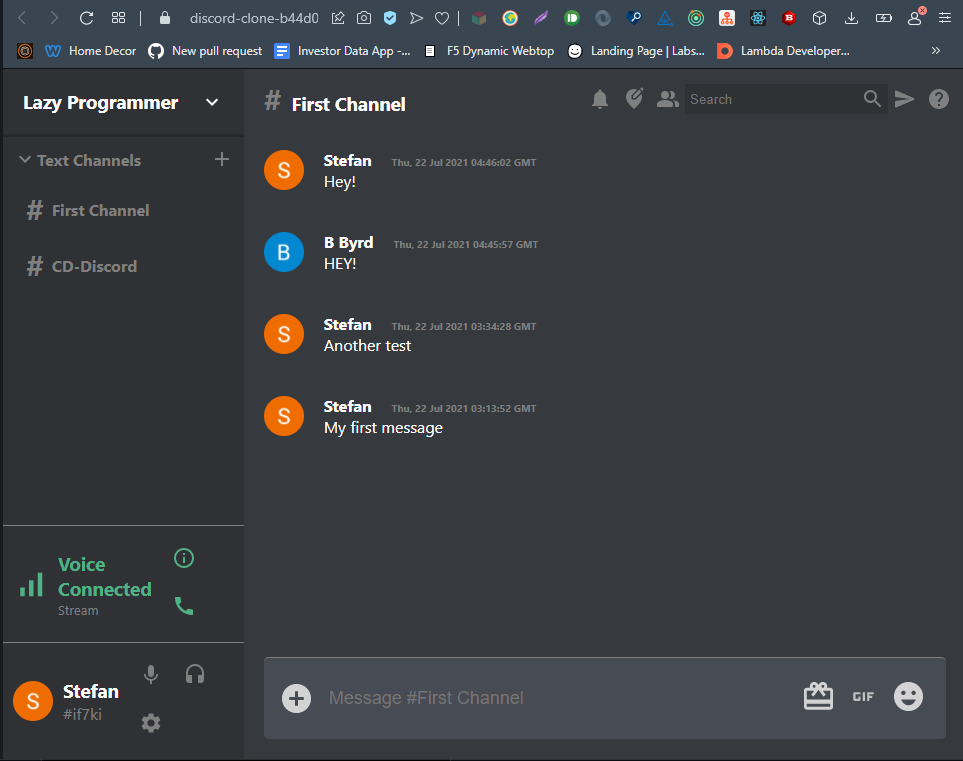 discord-clone-b44d0
Home Decor
New pull request
Investor Data App -...
F5 Dynamic Webtop
Landing Page | Labs...
Lambda Developer...
»
Lazy Programmer
Text Channels
# First Channel
# CD-Discord
Voice
Connected
Stream
S
Stefan
#if7ki
# First Channel
Search
S
Stefan Thu, 22 Jul 2021 04:46:02 GMT
Hey!
B
B Byrd Thu, 22 Jul 2021 04:45:57 GMT
HEY!
S
Stefan Thu, 22 Jul 2021 03:34:28 GMT
Another test
S
Stefan Thu, 22 Jul 2021 03:13:52 GMT
My first message
Message #First Channel
GIF